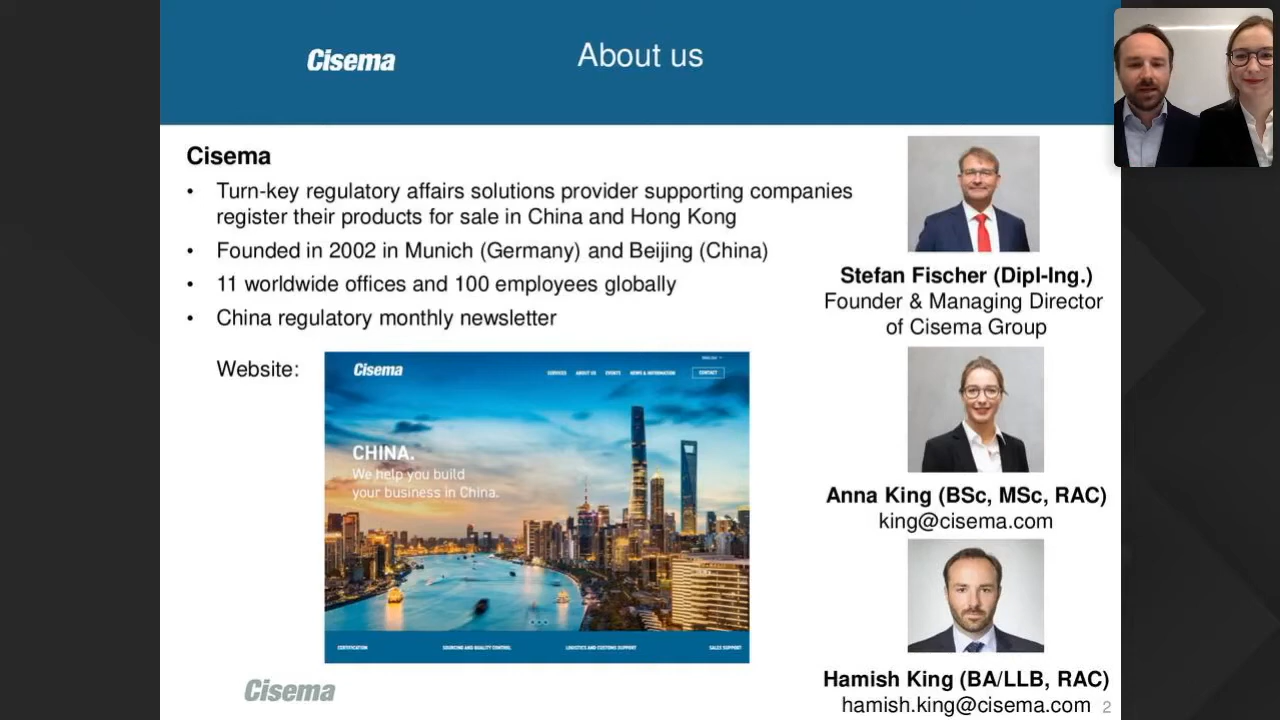 Cisema
About us
Cisema
• Turn-key regulatory affairs solutions provider supporting companies
register their products for sale in China and Hong Kong
• Founded in 2002 in Munich (Germany) and Beijing (China)
• 11 worldwide offices and 100 employees globally
• China regulatory monthly newsletter
Website:
Cisema
ENGLISH
SERVICES ABOUT US EVENTS NEWS & INFORMATION CONTACT
CHINA.
We help you build
your business in China.
CERTIFICATION SOURCING AND QUALITY CONTROL LOGISTICS AND CUSTOMS SUPPORT SALES SUPPORT
Cisema
Stefan Fischer (Dipl-Ing.)
Founder & Managing Director
of Cisema Group
Anna King (BSc, MSc, RAC)
king@cisema.com
Hamish King (BA/LLB, RAC)
hamish.king@cisema.com
2